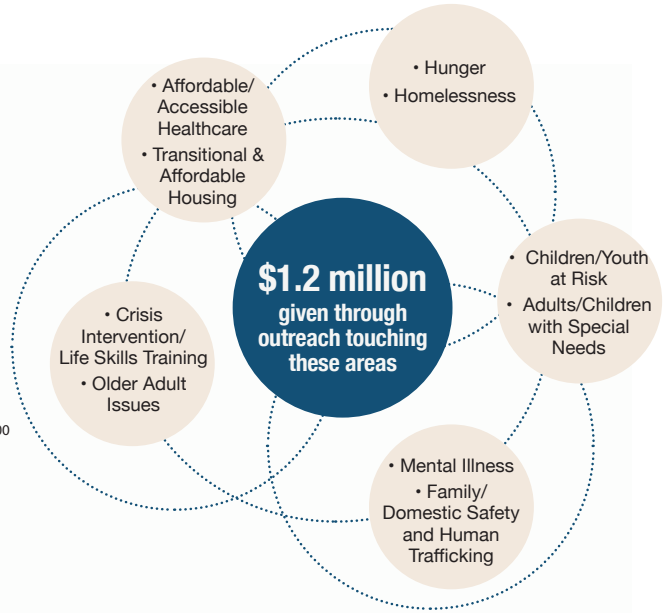 • Hunger
• Homelessness
• Affordable/
Accessible
Healthcare
• Transitional &
Affordable
Housing
$1.2 million
given through
outreach touching
these areas
• Children/Youth
at Risk
• Adults/Children
with Special
Needs
• Crisis
Intervention/
Life Skills Training
• Older Adult
Issues
00
• Mental Illness
• Family/
Domestic Safety
and Human
Trafficking